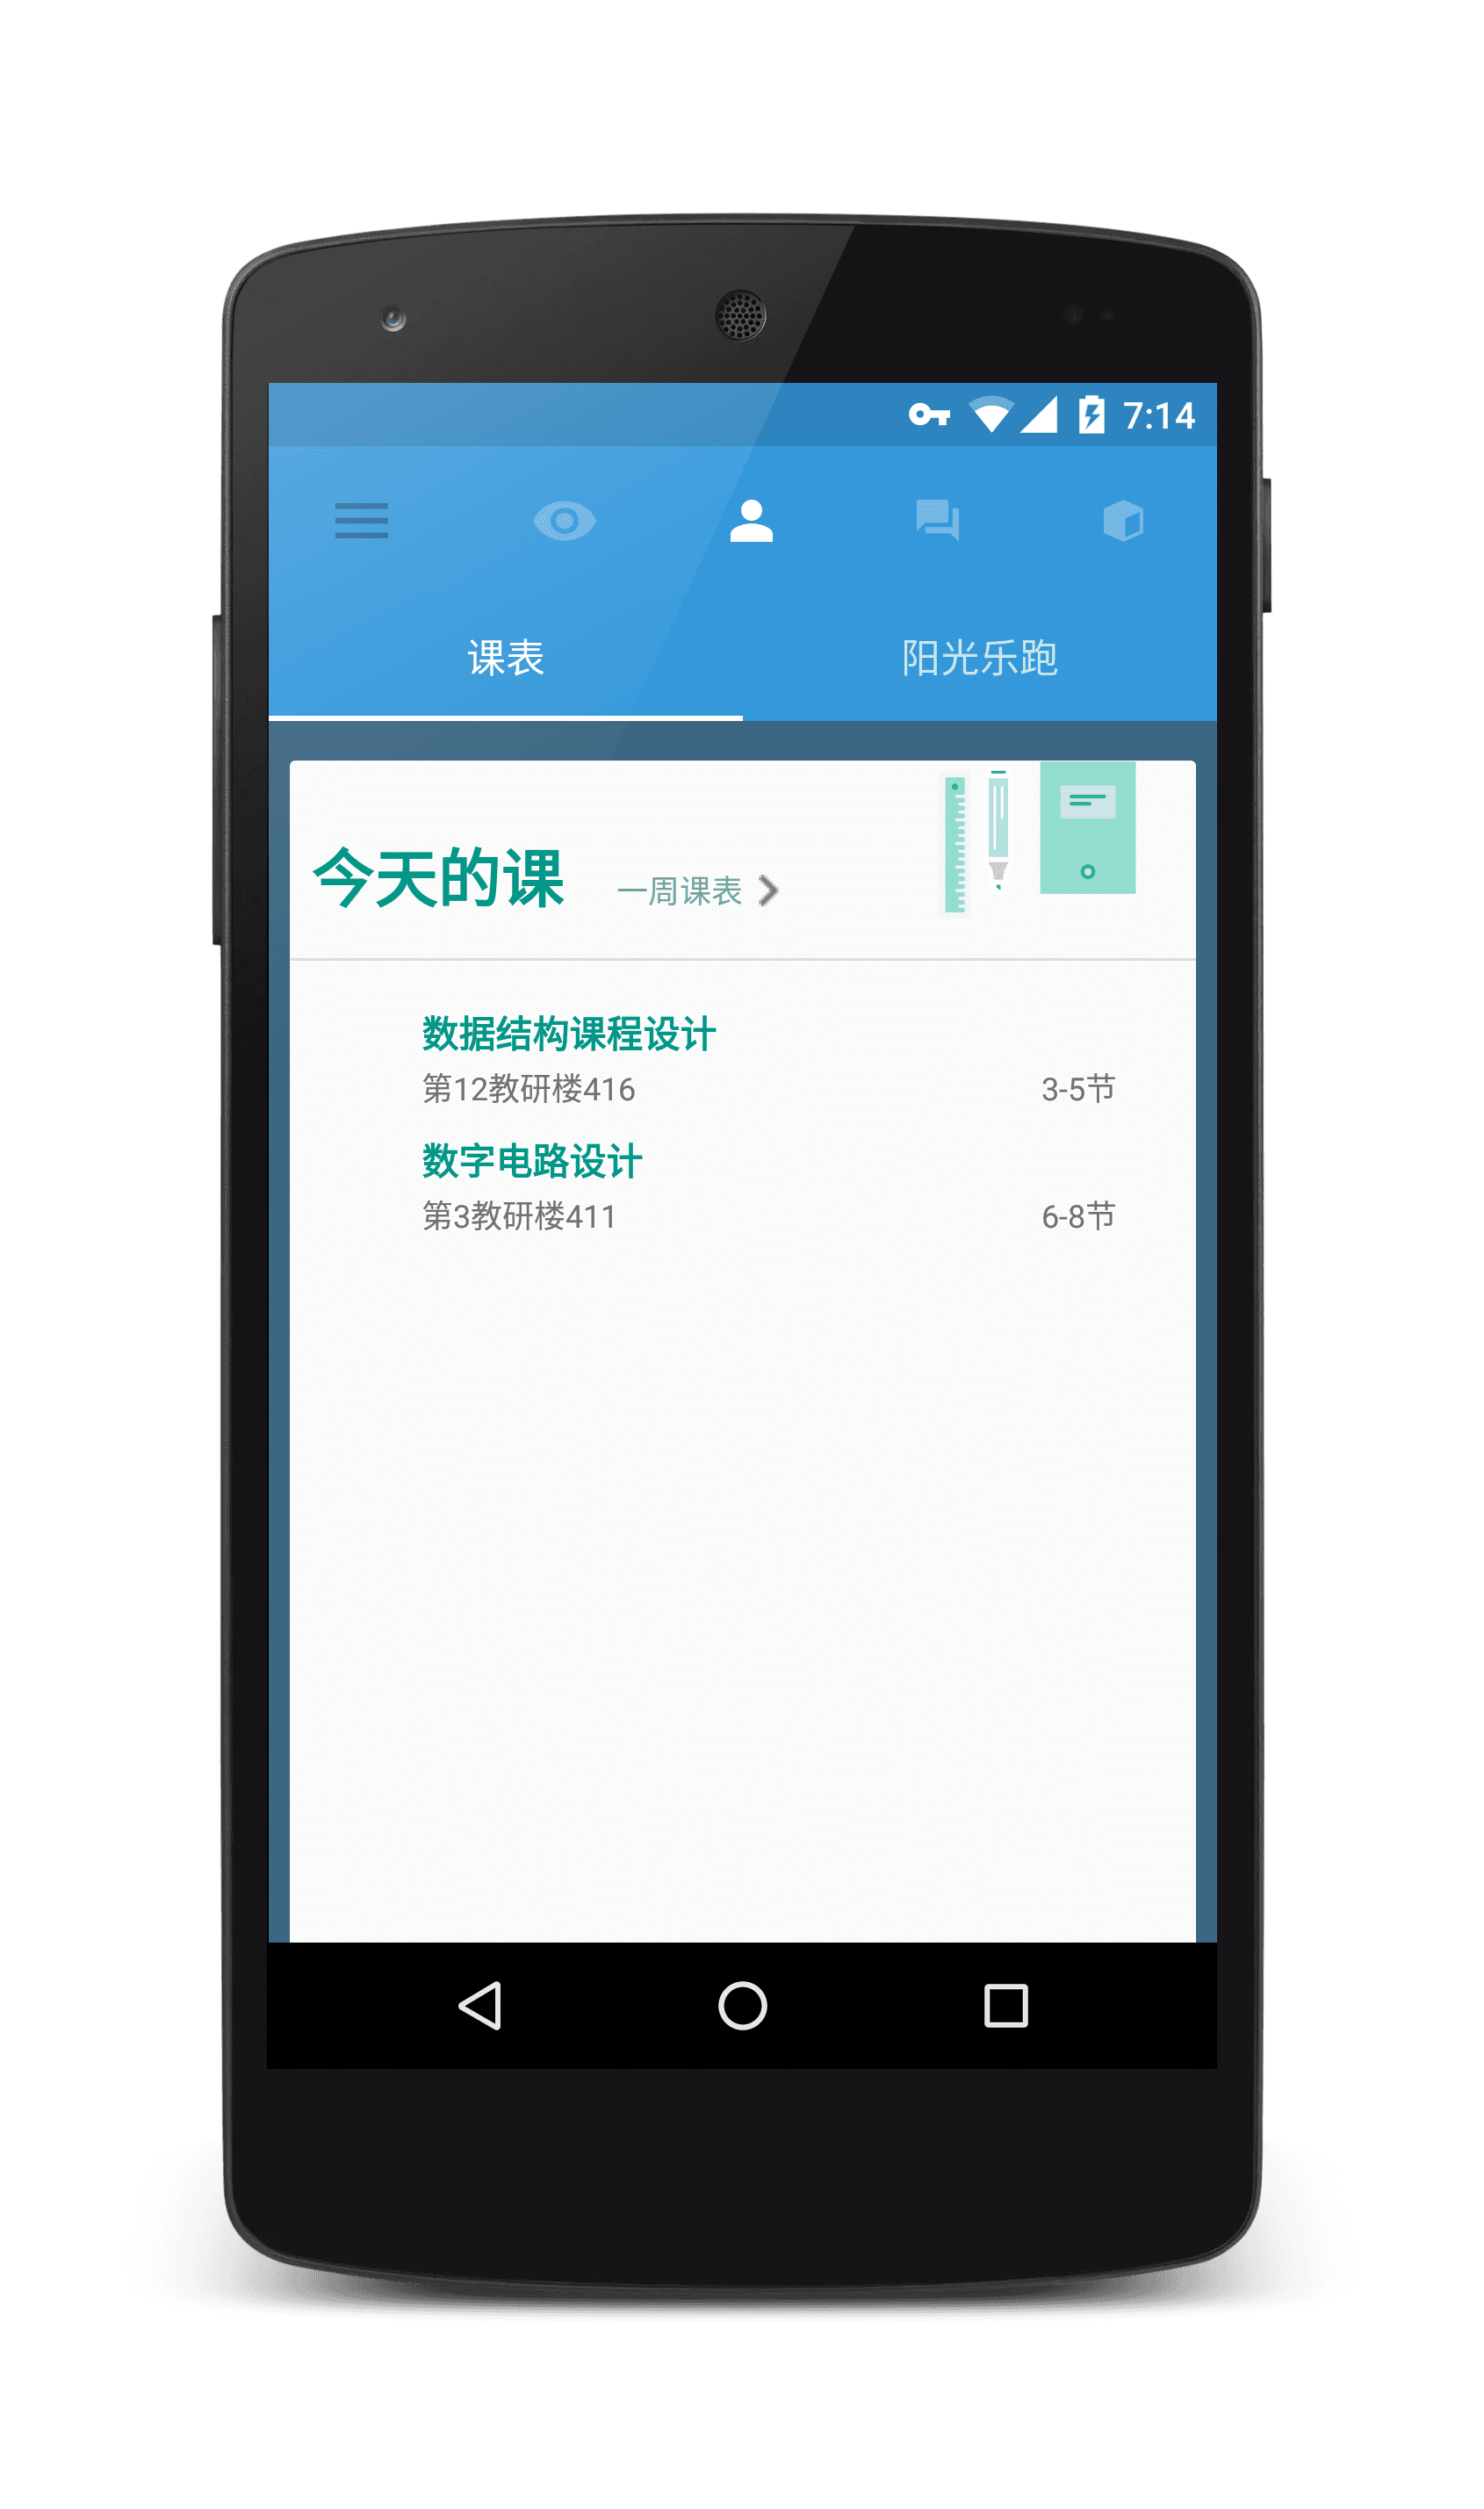 7:14
课表
阳光乐跑
今天的课
一周课表
数据结构课程设计
第12教研楼416
3-5节
数字电路设计
第3教研楼411
6-8节